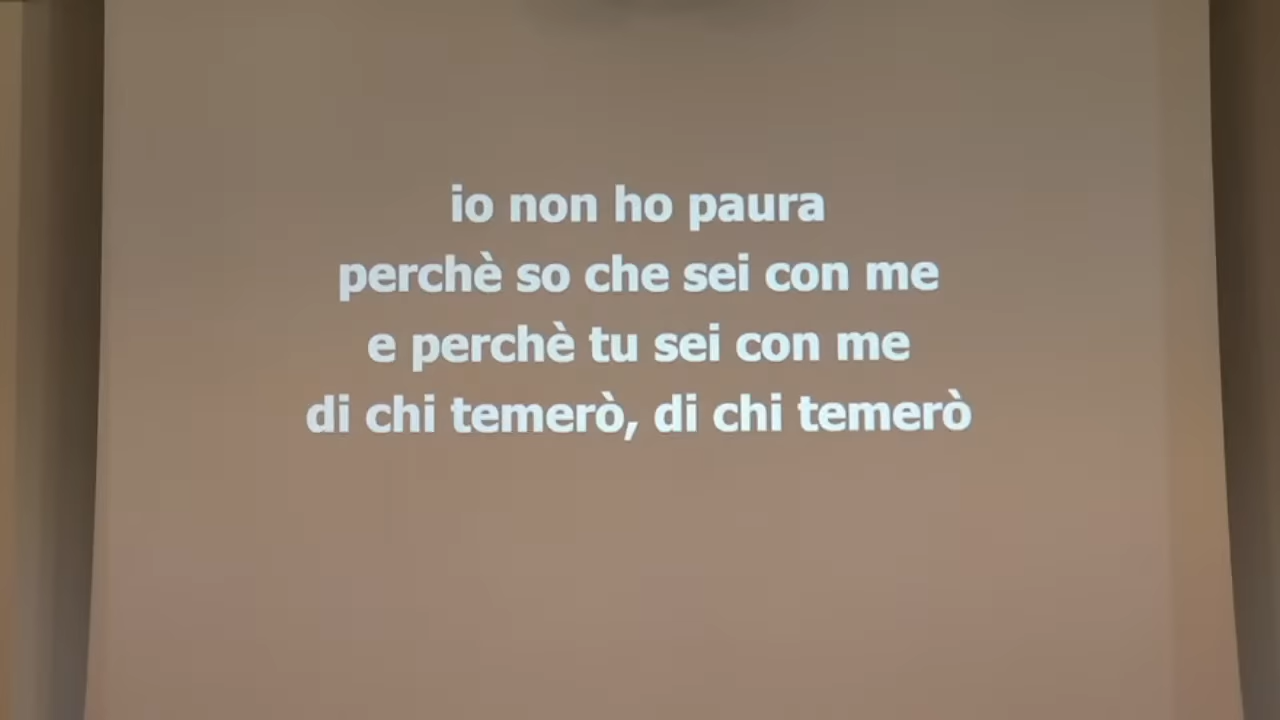 io non ho paura
perchè so che sei con me
e perchè tu sei con me
di chi temerò, di chi temerò